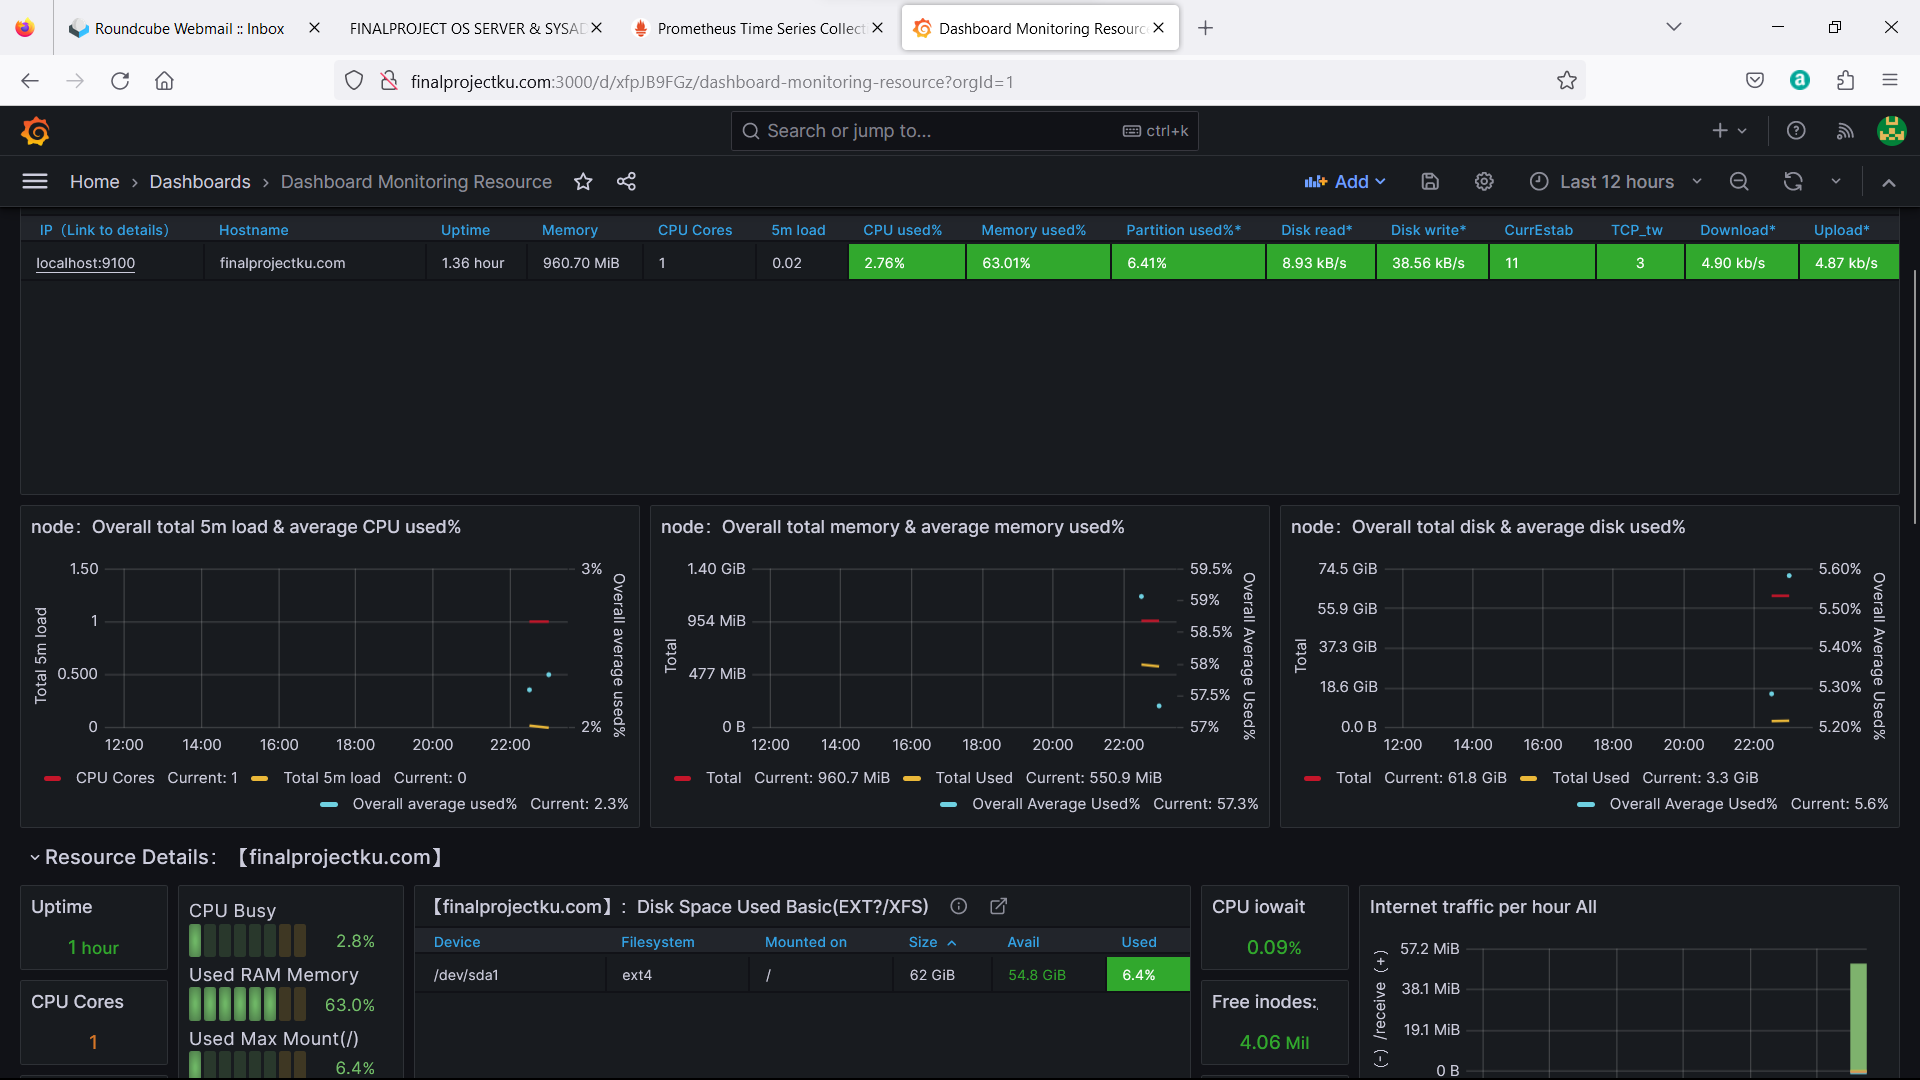 Roundcube Webmail :: Inbox
FINALPROJECT OS SERVER & SYSAD
Prometheus Time Series Collect
Dashboard Monitoring Resourc
finalprojectku.com:3000/d/xfpJB9FGz/dashboard-monitoring-resource?orgId=1
Search or jump to...
ctrl+k
Home › Dashboards › Dashboard Monitoring Resource
Add
Last 12 hours
IP（Link to details） Hostname Uptime Memory CPU Cores 5m load CPU used% Memory used% Partition used%* Disk read* Disk write* CurrEstab TCP_tw Download* Upload*
localhost:9100 finalprojectku.com 1.36 hour 960.70 MiB 1 0.02 2.76% 63.01% 6.41% 8.93 kB/s 38.56 kB/s 11 3 4.90 kb/s 4.87 kb/s
node：Overall total 5m load & average CPU used%
1.50
1
0.500
0
Total 5m load
3%
2%
Overall average used%
12:00 14:00 16:00 18:00 20:00 22:00
CPU Cores Current: 1 Total 5m load Current: 0
Overall average used% Current: 2.3%
node：Overall total memory & average memory used%
1.40 GiB
954 MiB
477 MiB
0 B
Total
59.5%
59%
58.5%
58%
57.5%
57%
Overall Average Used%
12:00 14:00 16:00 18:00 20:00 22:00
Total Current: 960.7 MiB Total Used Current: 550.9 MiB
Overall Average Used% Current: 57.3%
node：Overall total disk & average disk used%
74.5 GiB
55.9 GiB
37.3 GiB
18.6 GiB
0.0 B
Total
5.60%
5.50%
5.40%
5.30%
5.20%
Overall Average Used%
12:00 14:00 16:00 18:00 20:00 22:00
Total Current: 61.8 GiB Total Used Current: 3.3 GiB
Overall Average Used% Current: 5.6%
Resource Details：【finalprojectku.com】
Uptime
1 hour
CPU Cores
1
CPU Busy
2.8%
Used RAM Memory
63.0%
Used Max Mount(/)
6.4%
【finalprojectku.com】：Disk Space Used Basic(EXT?/XFS)
Device Filesystem Mounted on Size Avail Used
/dev/sda1 ext4 / 62 GiB 54.8 GiB 6.4%
CPU iowait
0.09%
Free inodes:
4.06 Mil
Internet traffic per hour All
57.2 MiB
38.1 MiB
19.1 MiB
0 B
(-) /receive (+)